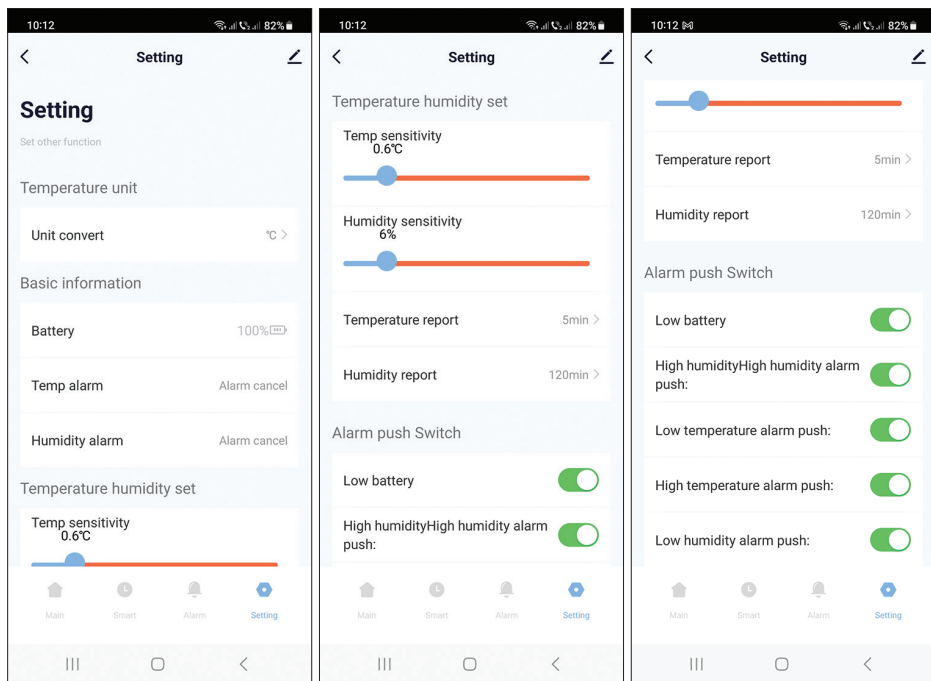 10:12
82%
Setting
Setting
Set other function
Temperature unit
Unit convert
℃
Basic information
Battery
100%
Temp alarm
Alarm cancel
Humidity alarm
Alarm cancel
Temperature humidity set
Temp sensitivity
0.6℃
Main
Smart
Alarm
Setting
10:12
82%
Setting
Temperature humidity set
Temp sensitivity
0.6℃
Humidity sensitivity
6%
Temperature report
5min
Humidity report
120min
Alarm push Switch
Low battery
High humidityHigh humidity alarm
push:
Main
Smart
Alarm
Setting
10:12
82%
Setting
Temperature report
5min
Humidity report
120min
Alarm push Switch
Low battery
High humidityHigh humidity alarm
push:
Low temperature alarm push:
High temperature alarm push:
Low humidity alarm push:
Main
Smart
Alarm
Setting